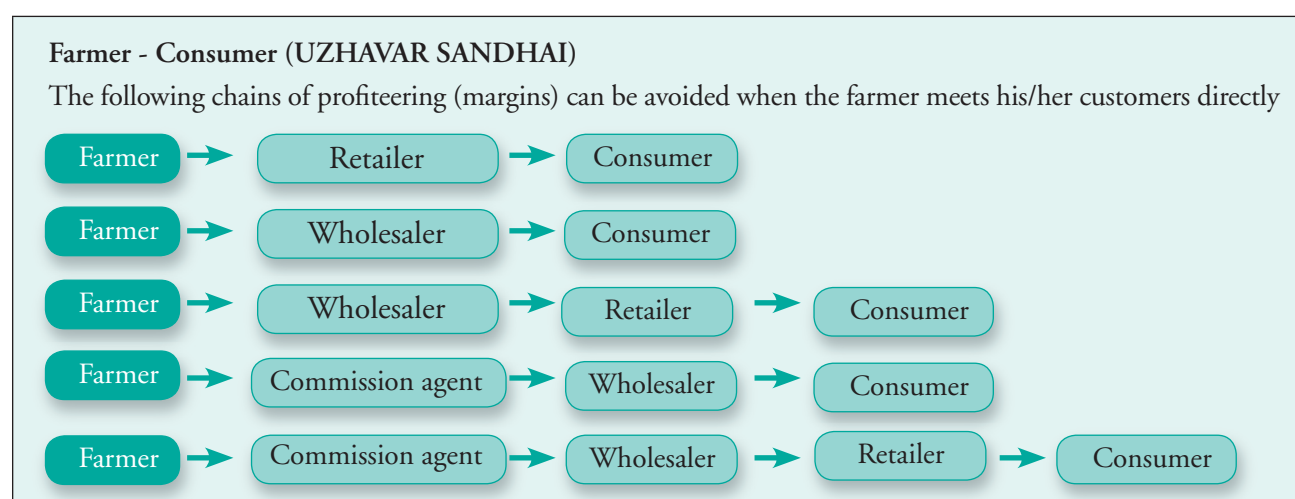 Farmer - Consumer (UZHAVAR SANDHAI)
The following chains of profiteering (margins) can be avoided when the farmer meets his/her customers directly
Farmer Retailer Consumer
Farmer Wholesaler Consumer
Farmer Wholesaler Retailer Consumer
Farmer Commission agent Wholesaler Consumer
Farmer Commission agent Wholesaler Retailer Consumer